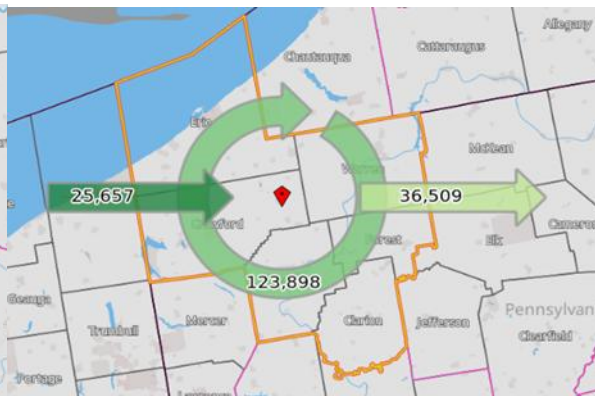 Allegany
Cattaraugus
Chautauqua
Erie
McKean
Warren
25,657
36,509
Crawford
Forest
Elk
Cameron
123,898
Geauga
Pennsylvan
Trumbull
Mercer
Clarion
Jefferson
Clearfield
Portage